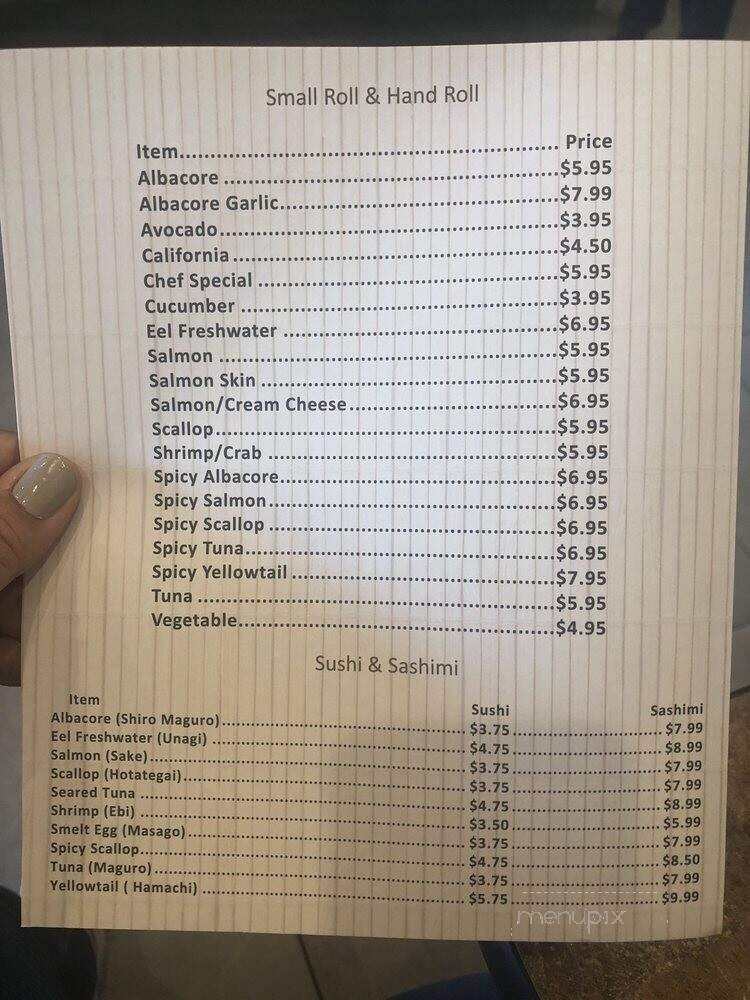 Small Roll & Hand Roll
Item.......... Price
Albacore .......... $5.95
Albacore Garlic.......... $7.99
Avocado.......... $3.95
California.......... $4.50
Chef Special .......... $5.95
Cucumber .......... $3.95
Eel Freshwater .......... $6.95
Salmon .......... $5.95
Salmon Skin .......... $5.95
Salmon/Cream Cheese.......... $6.95
Scallop.......... $5.95
Shrimp/Crab .......... $5.95
Spicy Albacore.......... $6.95
Spicy Salmon.......... $6.95
Spicy Scallop .......... $6.95
Spicy Tuna.......... $6.95
Spicy Yellowtail .......... $7.95
Tuna .......... $5.95
Vegetable.......... $4.95
Sushi & Sashimi
Item Sushi Sashimi
Albacore (Shiro Maguro).......... $3.75.......... $7.99
Eel Freshwater (Unagi) .......... $4.75.......... $8.99
Salmon (Sake).......... $3.75.......... $7.99
Scallop (Hotategai).......... $3.75.......... $7.99
Seared Tuna .......... $4.75.......... $8.99
Shrimp (Ebi) .......... $3.50.......... $5.99
Smelt Egg (Masago).......... $3.75.......... $7.99
Spicy Scallop.......... $4.75.......... $8.50
Tuna (Maguro).......... $3.75.......... $7.99
Yellowtail ( Hamachi) .......... $5.75.......... $9.99
menupix